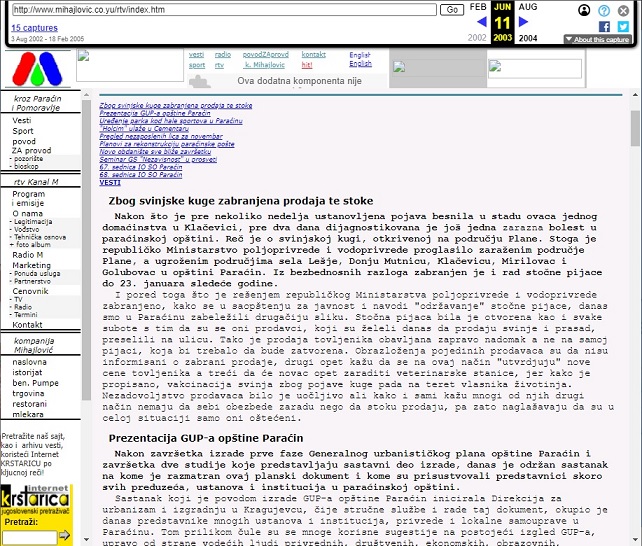 http://www.mihajlovic.co.yu/rtv/index.htm
Go
FEB JUN AUG
11
2002 2003 2004
15 captures
3 Aug 2002 - 18 Feb 2005
About this capture
vesti radio povodZAprovd kontakt English
sport rtv k. Mihajlovic hit! English
Ova dodatna komponenta nije
kroz Paraćin
i Pomoravlje
Vesti
Sport
povod
ZA provod
- pozorište
- bioskop
rtv Kanal M
Program
i emisije
O nama
- Legitimacija
- Vođstvo
- Tehnička osnova
+ foto album
Radio M
Marketing
- Ponuda usluga
- Partnerstvo
Cenovnik
- TV
- Radio
- Termini
Kontakt
kompanija
Mihajlović
naslovna
istorijat
ben. Pumpe
trgovina
restorani
mlekara
Pretražite naš sajt,
kao i arhivu vesti,
koristeći Internet
KRSTARICU po
ključnoj reči!
internet
krstarica
jugoslovenski pretraživač
Pretraži:
Zbog svinjske kuge zabranjena prodaja te stoke
Prezentacija GUP-a opštine Paraćin
Uređenje parka kod hale sportova u Paraćinu
"Holcim" ulaže u Cementaru
Pregled nezaposlenih lica za novembar
Planovi za rekonstrukciju paraćinske pošte
Novo obdanište sve bliže završetku
Seminar GS "Nezavisnost" u prosveti
67. sednica IO SO Paraćin
68. sednica IO SO Paraćin
VESTI
Zbog svinjske kuge zabranjena prodaja te stoke
Nakon što je pre nekoliko nedelja ustanovljena pojava besnila u stadu ovaca jednog
domaćinstva u Klačevici, pre dva dana dijagnostikovana je još jedna zarazna bolest u
paraćinskoj opštini. Reč je o svinjskoj kugi, otkrivenoj na području Plane. Stoga je
republičko Ministarstvo poljoprivrede i vodoprivrede proglasilo zaraženim područje
Plane, a ugroženim područjima sela Lešje, Donju Mutnicu, Klačevicu, Mirilovac i
Golubovac u opštini Paraćin. Iz bezbednosnih razloga zabranjen je i rad stočne pijace
do 23. januara sledeće godine.
I pored toga što je rešenjem republičkog Ministarstva poljoprivrede i vodoprivrede
zabranjeno, kako se u saopštenju za javnost i navodi "održavanje" stočne pijace, danas
smo u Paraćinu zabeležili drugačiju sliku. Stočna pijaca bila je otvorena kao i svake
subote s tim da su se oni prodavci, koji su želeli danas da prodaju svinje i prasad,
preselili na ulicu. Tako je prodaja tovljenika obavljana zapravo nadomak a ne na samoj
pijaci, koja bi trebalo da bude zatvorena. Obrazloženja pojedinih prodavaca su da nisu
informisani o zabrani prodaje, drugi opet kažu da se na ovaj način "utvrdjuju" nove
cene tovljenika a treći da će novac opet zaraditi veterinarske stanice, jer kako je
propisano, vakcinacija svinja zbog pojave kuge pada na teret vlasnika životinja.
Nezadovoljstvo prodavaca bilo je uočljivo ali kako i sami kažu mnogi od njih drugi
način nemaju da sebi obezbede zaradu nego da stoku prodaju, pa zato naglašavaju da su u
celoj situaciji samo oni oštećeni.
Prezentacija GUP-a opštine Paraćin
Nakon završetka izrade prve faze Generalnog urbanističkog plana opštine Paraćin i
završetka dve studije koje predstavljaju sastavni deo izrade, danas je održan sastanak
na kome je razmatran ovaj planski dokument i kome su prisustvovali predstavnici skoro
svih preduzeća, ustanova i institucija u paraćinskoj opštini.
Sastanak koji je povodom izrade GUP-a opštine Paraćin inicirala Direkcija za
urbanizam i izgradnju u Kragujevcu, čije stručne službe i rade taj dokument, okupio je
danas predstavnike mnogih ustanova i institucija, privrede i lokalne samouprave u
Paraćinu. Tom prilikom čule su se mnoge korisne sugestije na postojeći izgled GUP-a,
upravo od strane vodećih ljudi privrednih, društvenih, ekonomskih, obrazovnih,